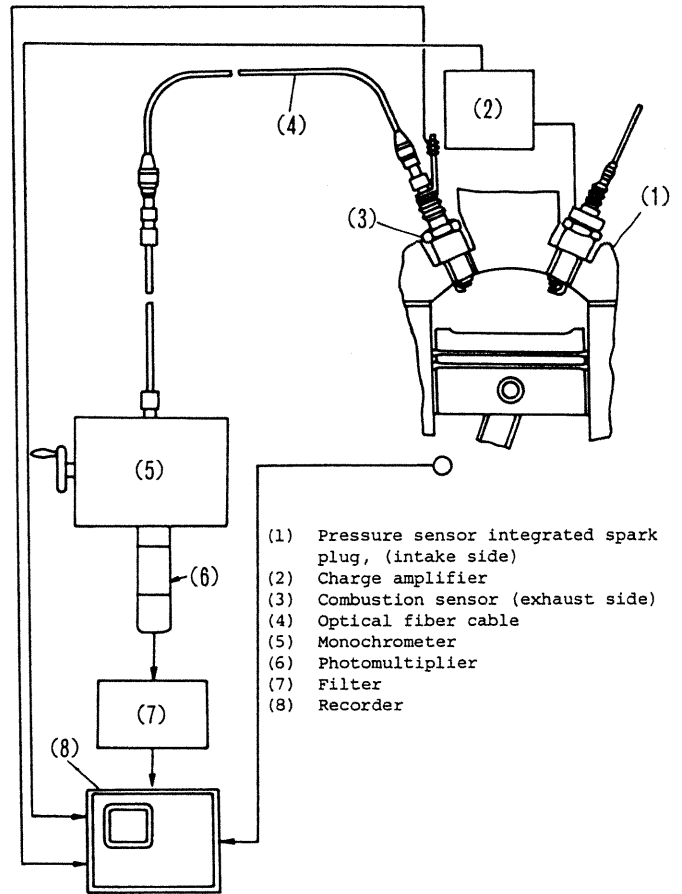 (4)
(2)
(3)
(1)
(5)
(6)
(7)
(8)
(1) Pressure sensor integrated spark
plug, (intake side)
(2) Charge amplifier
(3) Combustion sensor (exhaust side)
(4) Optical fiber cable
(5) Monochrometer
(6) Photomultiplier
(7) Filter
(8) Recorder